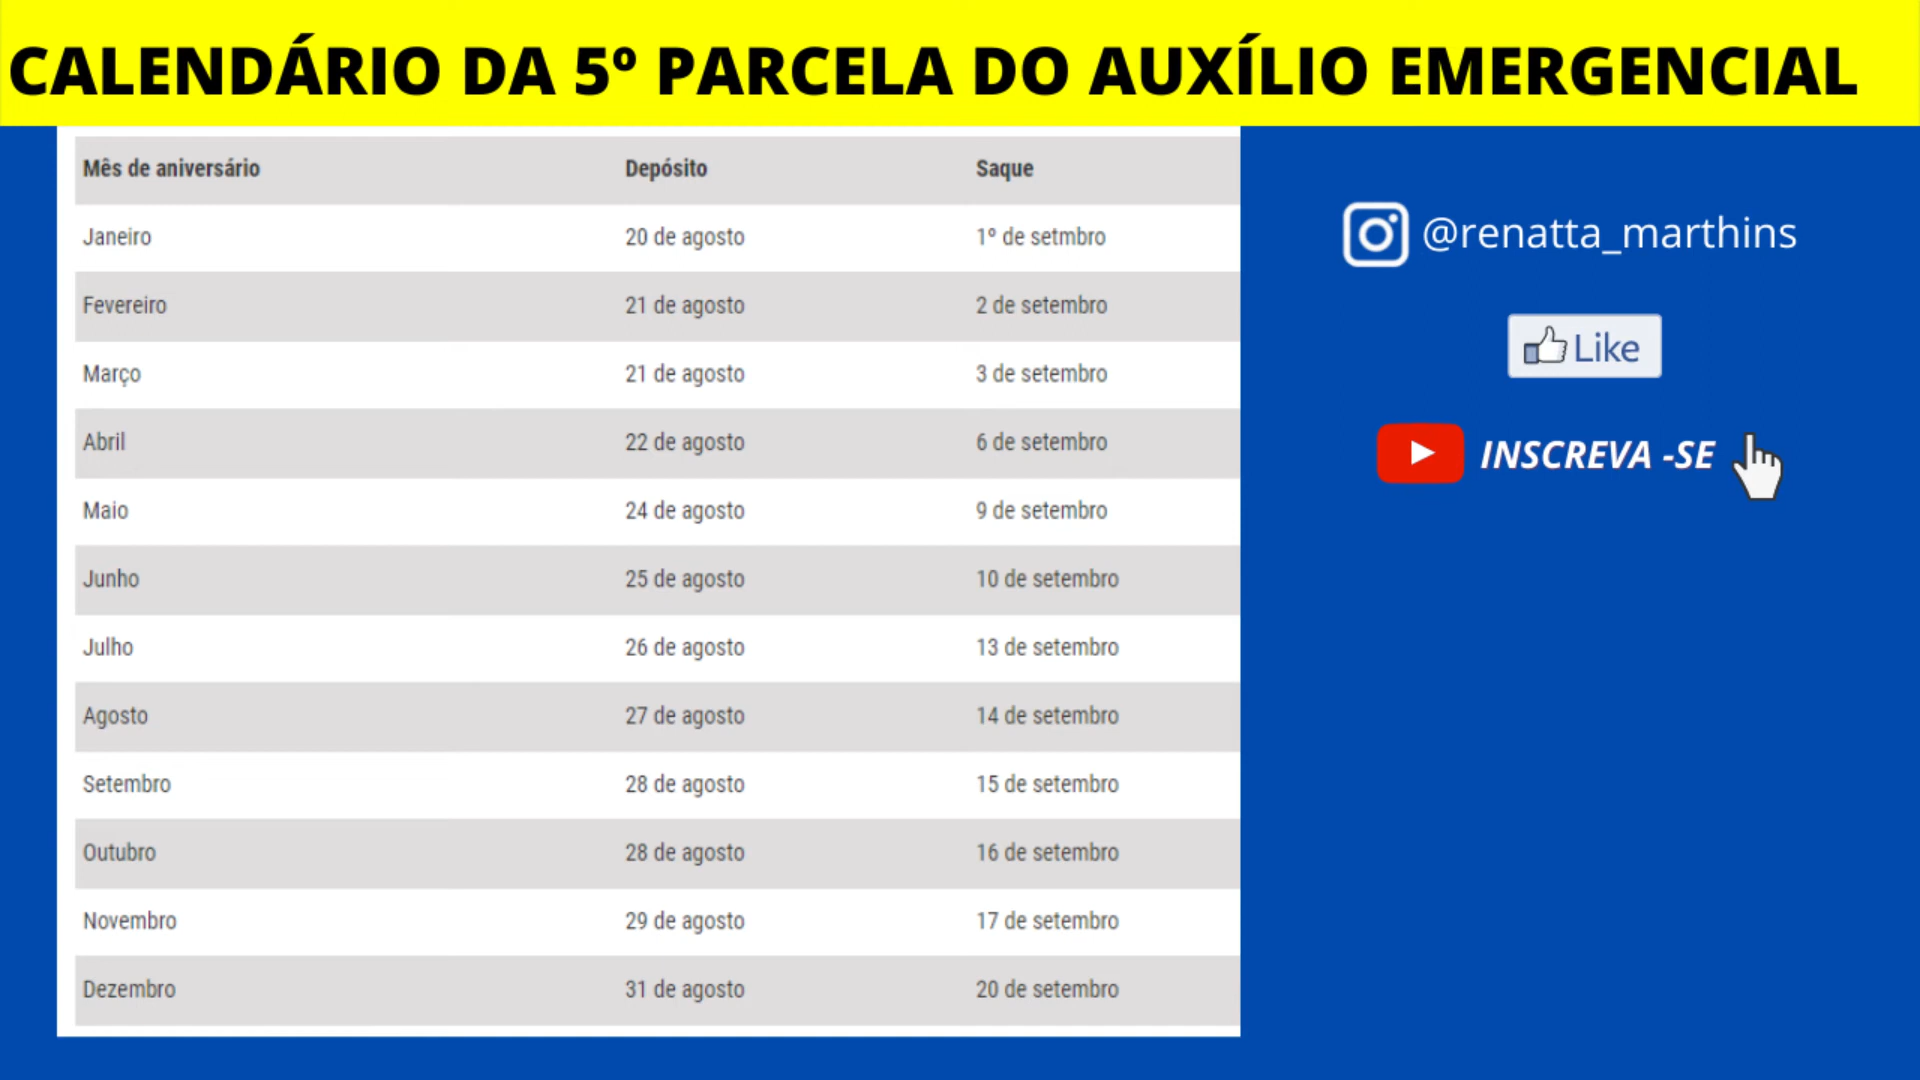 CALENDÁRIO DA 5º PARCELA DO AUXÍLIO EMERGENCIAL
Mês de aniversário Depósito Saque
Janeiro 20 de agosto 1º de setmbro
Fevereiro 21 de agosto 2 de setembro
Março 21 de agosto 3 de setembro
Abril 22 de agosto 6 de setembro
Maio 24 de agosto 9 de setembro
Junho 25 de agosto 10 de setembro
Julho 26 de agosto 13 de setembro
Agosto 27 de agosto 14 de setembro
Setembro 28 de agosto 15 de setembro
Outubro 28 de agosto 16 de setembro
Novembro 29 de agosto 17 de setembro
Dezembro 31 de agosto 20 de setembro
@renatta_marthins
Like
INSCREVA -SE